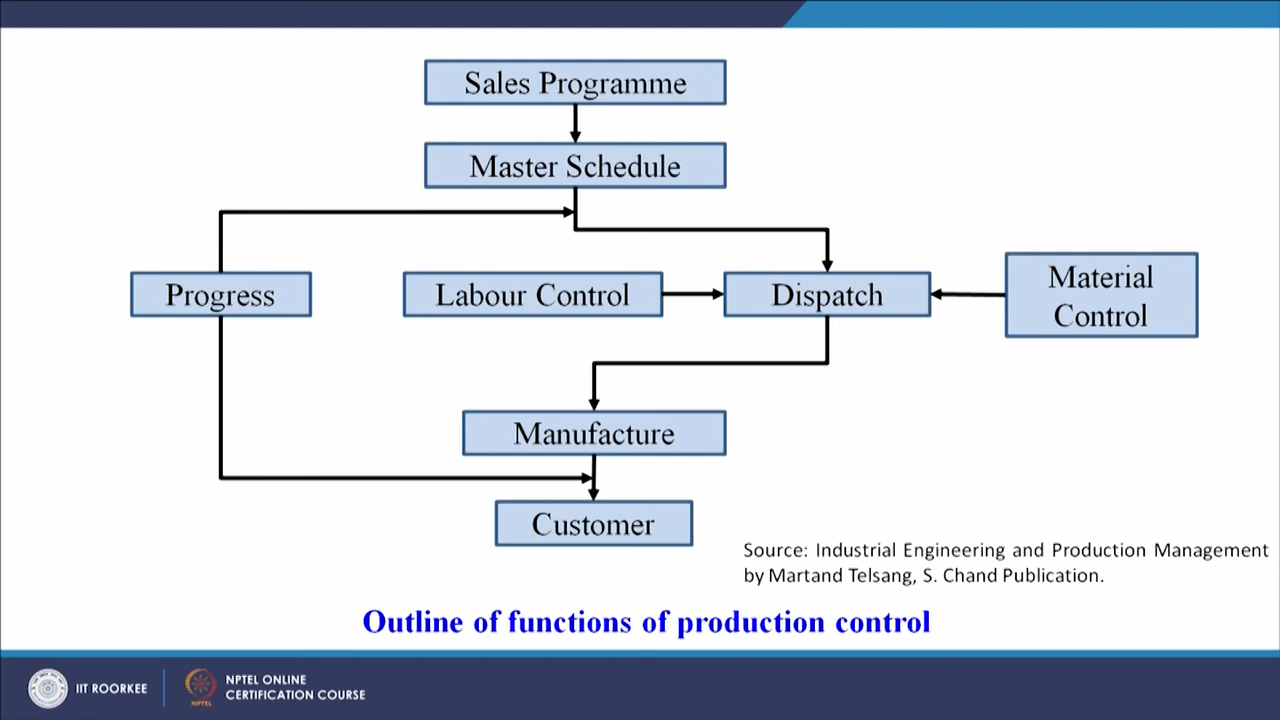 Sales Programme
Master Schedule
Progress
Labour Control
Dispatch
Material
Control
Manufacture
Customer
Source: Industrial Engineering and Production Management
by Martand Telsang, S. Chand Publication.
Outline of functions of production control
IIT ROORKEE
NPTEL
NPTEL ONLINE
CERTIFICATION COURSE